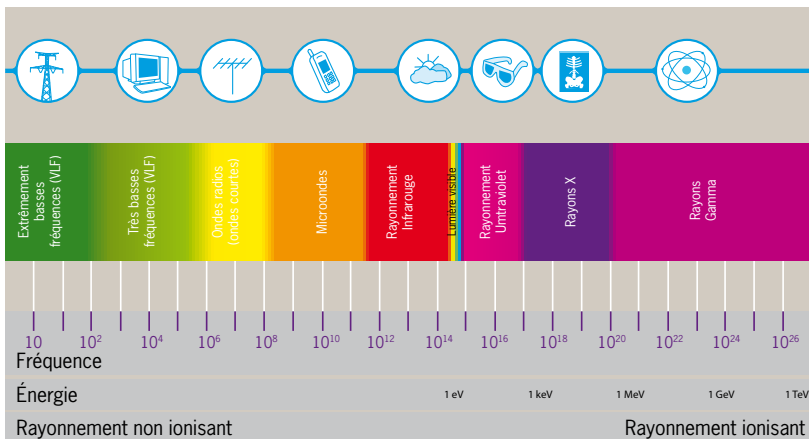 Extrêmement
basses
fréquences (VLF)
Très basses
fréquences (VLF)
Ondes radios
(ondes courtes)
Microondes
Rayonnement
Infrarouge
Lumière visible
Rayonnement
Umtraviolet
Rayons X
Rayons
Gamma
10 10² 10⁴ 10⁶ 10⁸ 10¹⁰ 10¹² 10¹⁴ 10¹⁶ 10¹⁸ 10²⁰ 10²² 10²⁴ 10²⁶
Fréquence
Énergie 1 eV 1 keV 1 MeV 1 GeV 1 TeV
Rayonnement non ionisant Rayonnement ionisant